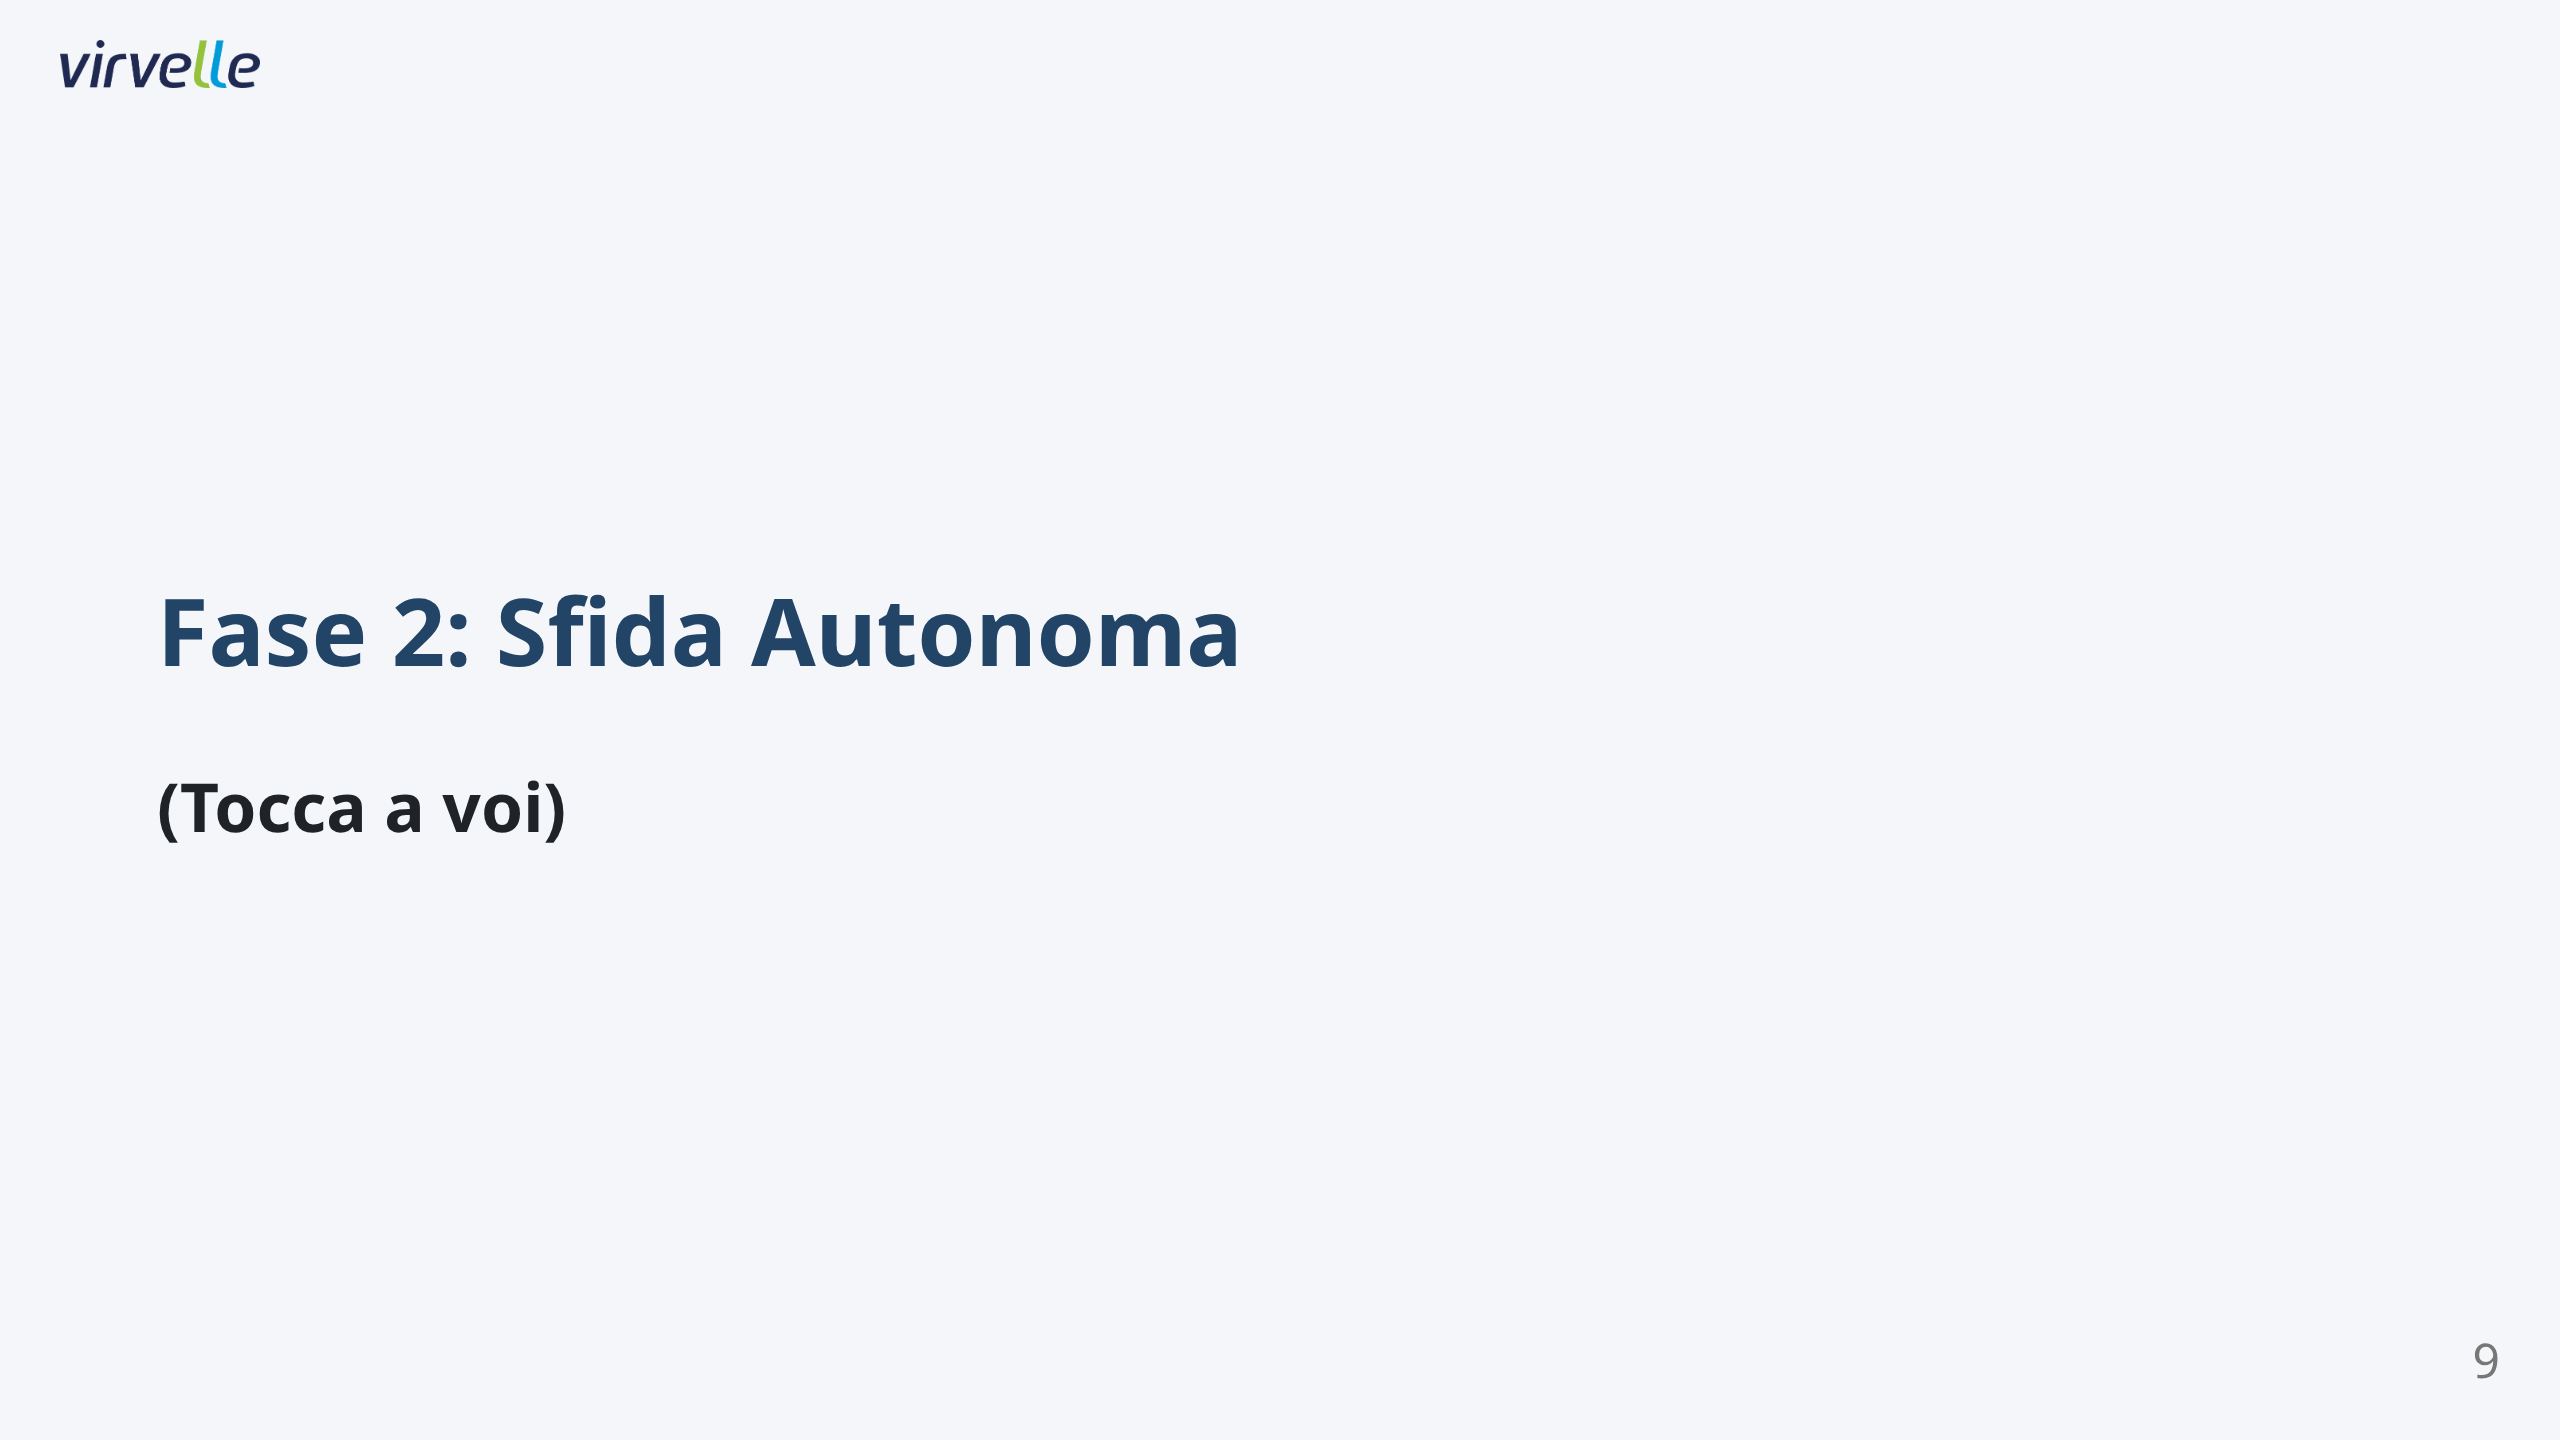 virvelle
Fase 2: Sfida Autonoma
(Tocca a voi)
9